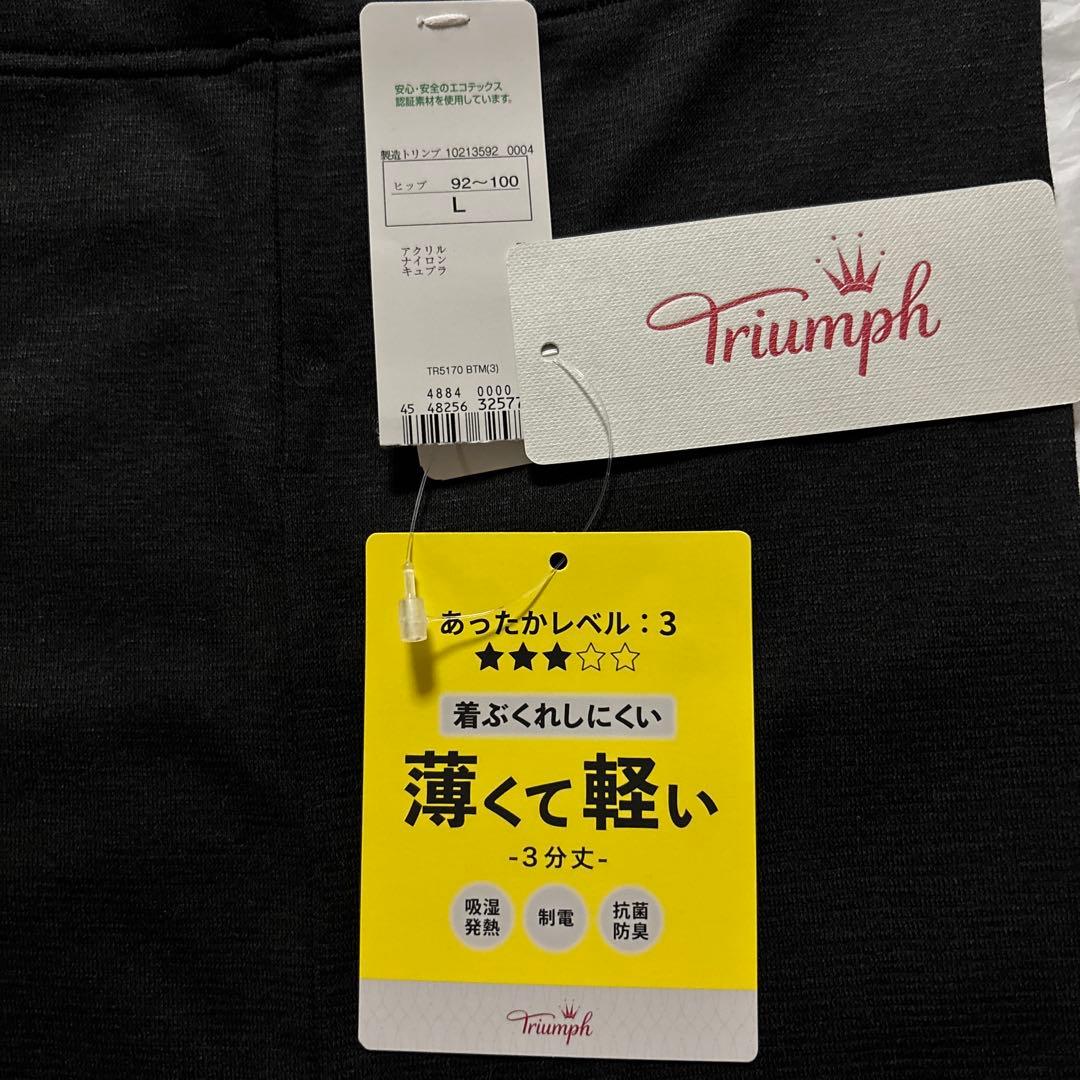 安心・安全のエコテックス
認証素材を使用しています。
製造トリンプ 10213592 0004
ヒップ 92～100
L
アクリル
ナイロン
キュプラ
TR5170 BTM(3)
4884 0000
45 48256 32577
Triumph
あったかレベル：3
★★★☆☆
着ぶくれしにくい
薄くて軽い
-3分丈-
吸湿
発熱
制電
抗菌
防臭
Triumph